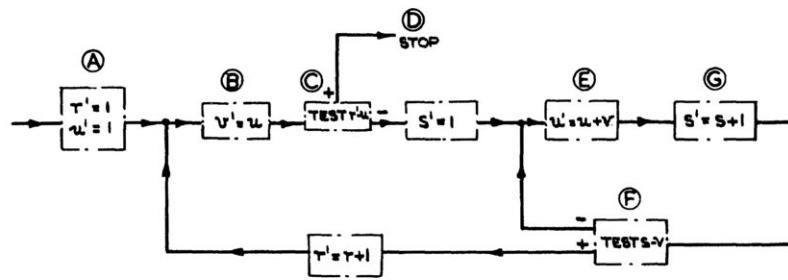 Ⓓ
STOP
Ⓐ
r' = 1
u' = 1
Ⓑ
v' = u
Ⓒ
+
TEST r-n
−
s' = 1
Ⓔ
u' = u+v
Ⓖ
s' = s+1
Ⓕ
−
+
TEST s-v
r' = r+1